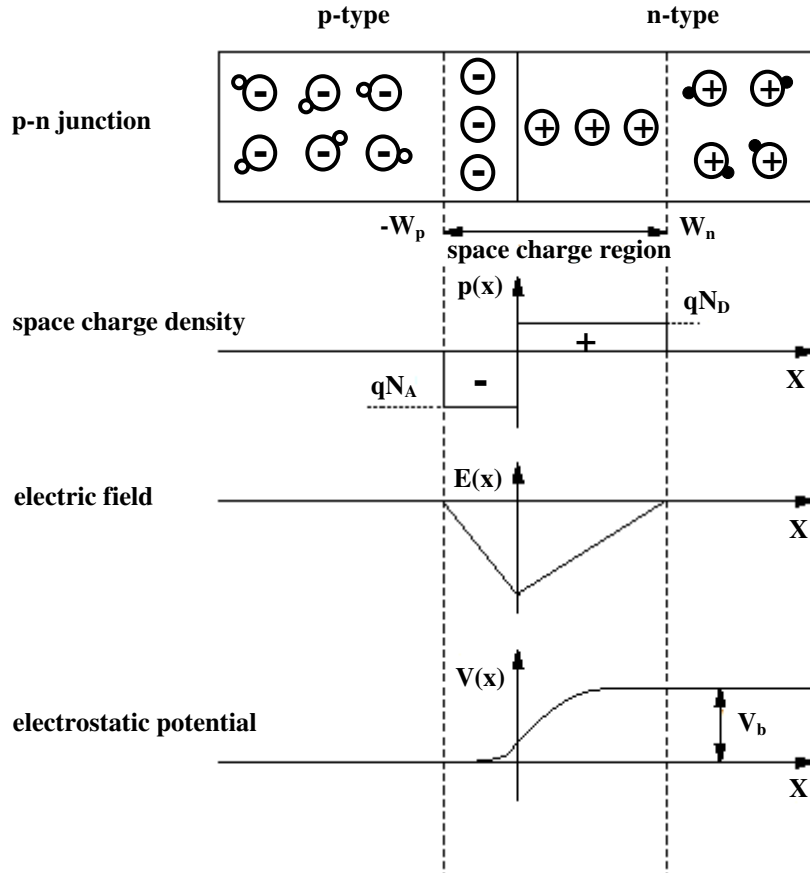 p-type n-type
p-n junction
-W_p W_n
space charge region
p(x)
qN_D
space charge density
+
X
qN_A -
E(x)
electric field
X
V(x)
electrostatic potential
V_b
X